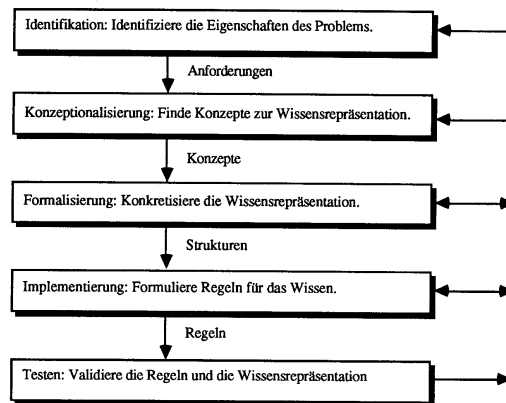 Identifikation: Identifiziere die Eigenschaften des Problems.
Anforderungen
Konzeptionalisierung: Finde Konzepte zur Wissensrepräsentation.
Konzepte
Formalisierung: Konkretisiere die Wissensrepräsentation.
Strukturen
Implementierung: Formuliere Regeln für das Wissen.
Regeln
Testen: Validiere die Regeln und die Wissensrepräsentation